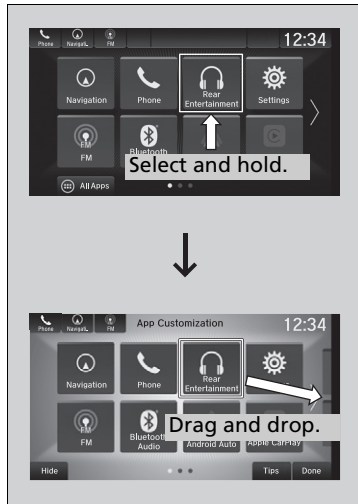 Phone Navigati.. FM 12:34
Navigation Phone Rear Entertainment Settings
FM Bluetooth
Select and hold.
All Apps
Phone Navigati.. FM App Customization 12:34
Navigation Phone Rear Entertainment
FM Bluetooth Audio Android Auto Apple CarPlay
Drag and drop.
Hide Tips Done